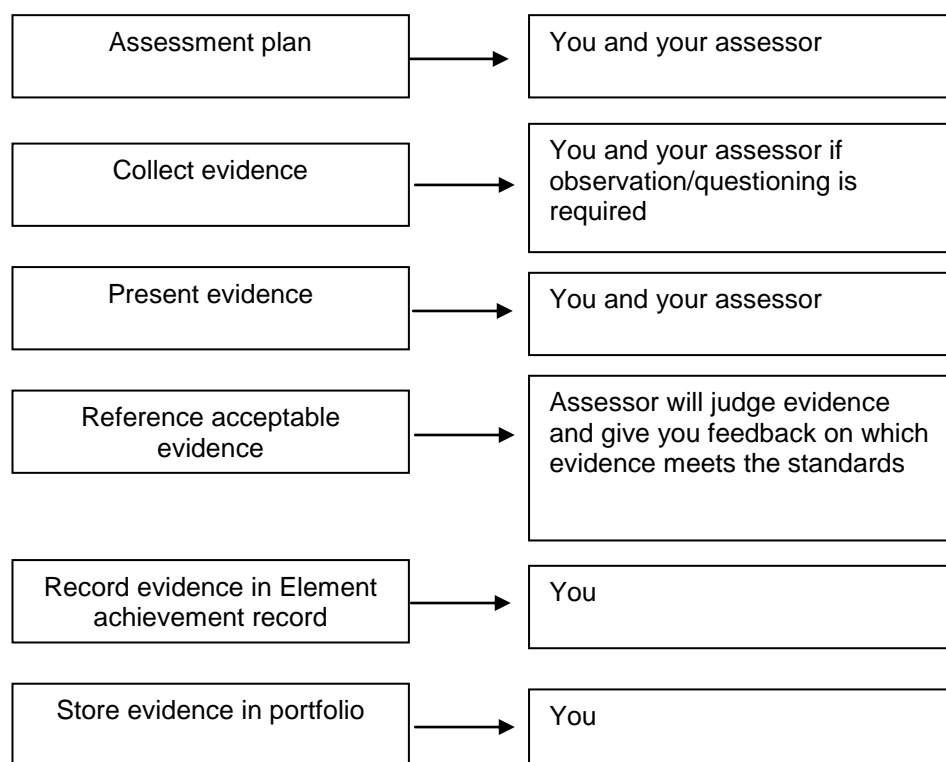 Assessment plan
You and your assessor
Collect evidence
You and your assessor if
observation/questioning is
required
Present evidence
You and your assessor
Reference acceptable
evidence
Assessor will judge evidence
and give you feedback on which
evidence meets the standards
Record evidence in Element
achievement record
You
Store evidence in portfolio
You